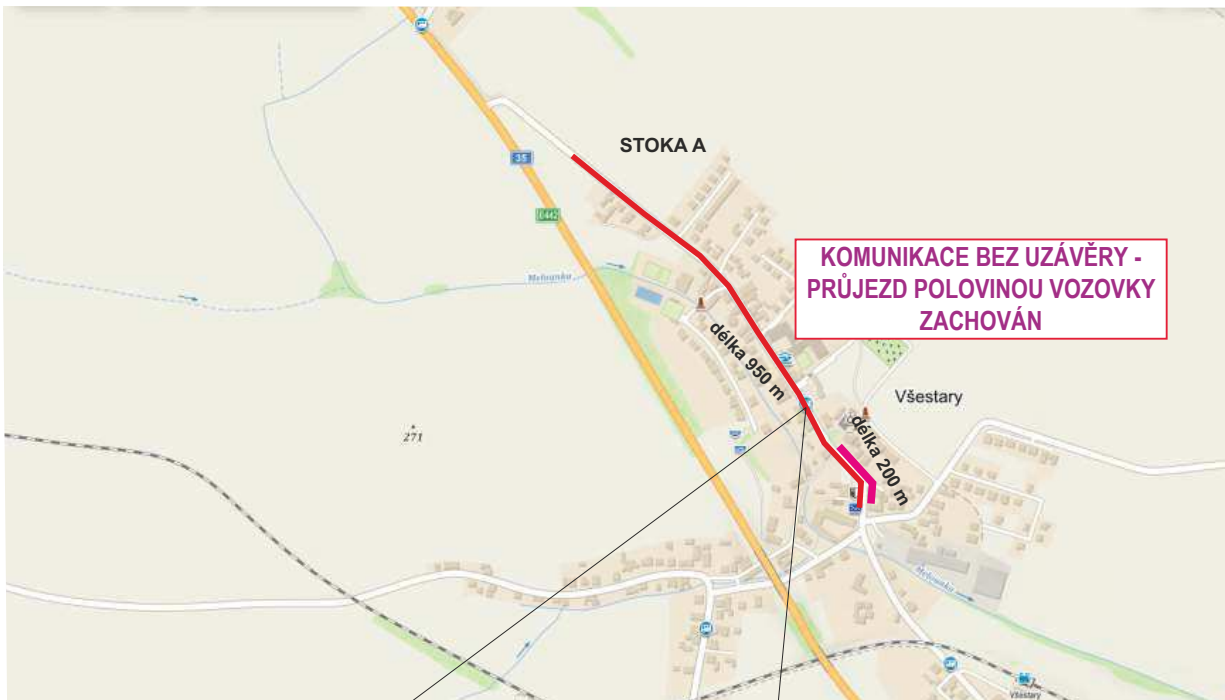 STOKA A
35
E442
KOMUNIKACE BEZ UZÁVĚRY -
PRŮJEZD POLOVINOU VOZOVKY
ZACHOVÁN
Melounka
délka 950 m
Všestary
délka 200 m
271
Melounka
Všestary